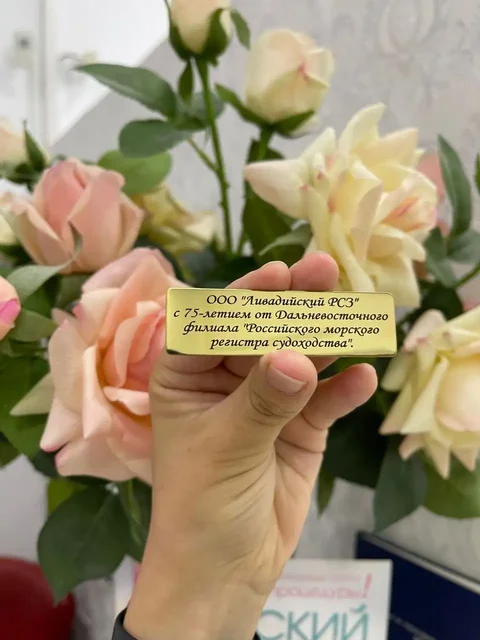 ООО "Ливадийский РСЗ"
с 75-летием от Дальневосточного
филиала "Российского морского
регистра судоходства".
СКИЙ